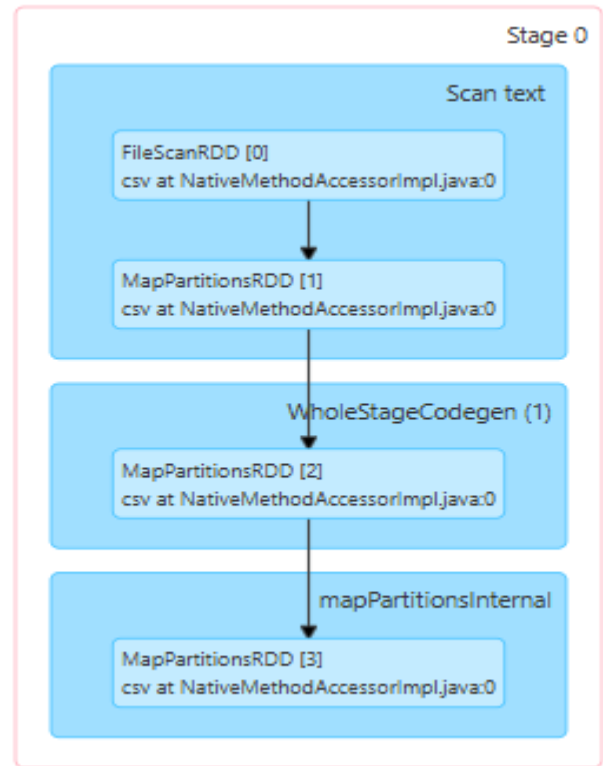 Stage 0
Scan text
FileScanRDD [0]
csv at NativeMethodAccessorImpl.java:0
MapPartitionsRDD [1]
csv at NativeMethodAccessorImpl.java:0
WholeStageCodegen (1)
MapPartitionsRDD [2]
csv at NativeMethodAccessorImpl.java:0
mapPartitionsInternal
MapPartitionsRDD [3]
csv at NativeMethodAccessorImpl.java:0